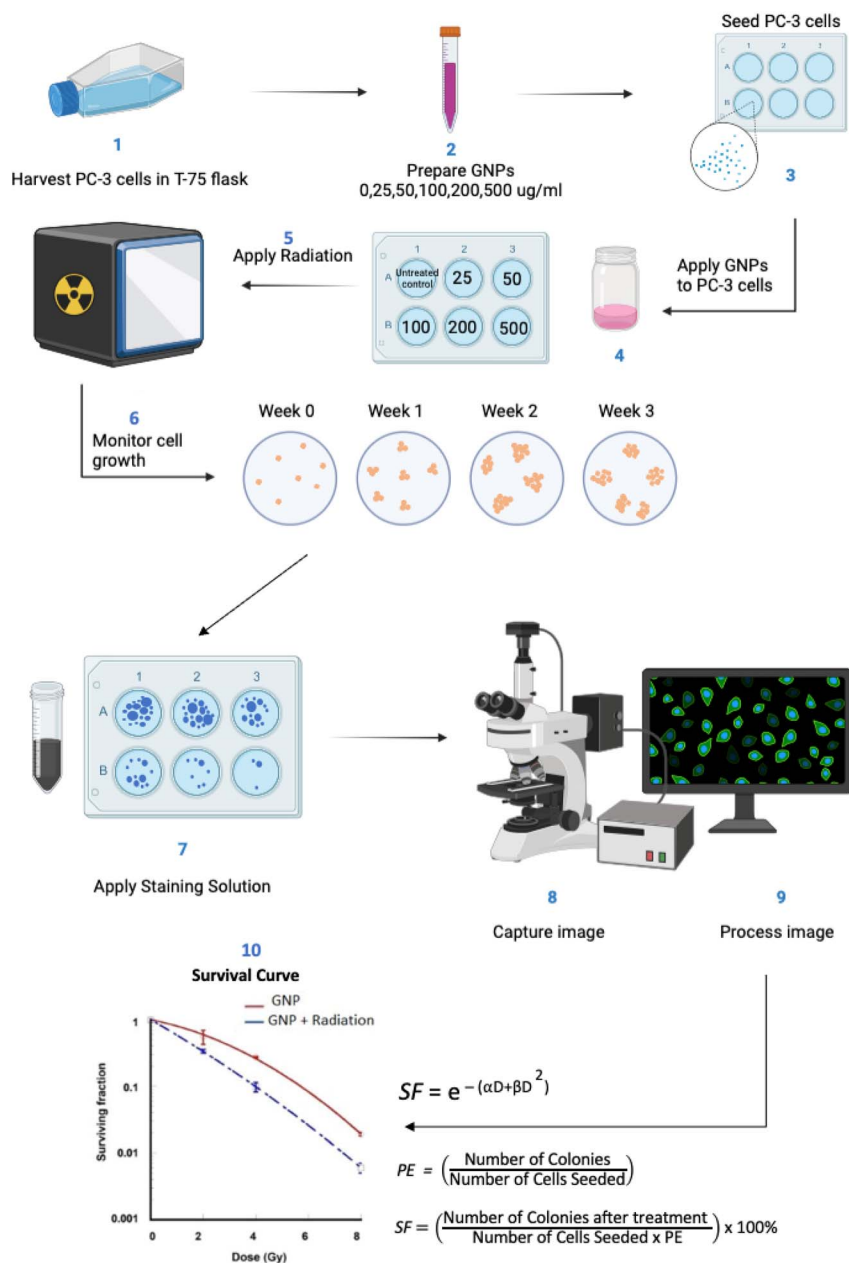 Seed PC-3 cells
1 2 3
A
B
1
2
3
Harvest PC-3 cells in T-75 flask
Prepare GNPs
0,25,50,100,200,500 ug/ml
5
Apply Radiation
1 2 3
A Untreated control 25 50
B 100 200 500
Apply GNPs
to PC-3 cells
4
6
Monitor cell
growth
Week 0 Week 1 Week 2 Week 3
1 2 3
A
B
7
Apply Staining Solution
8
Capture image
9
Process image
10
Survival Curve
GNP
GNP + Radiation
Surviving fraction
1
0.1
0.01
0.001
0 2 4 6 8
Dose (Gy)
SF = e^–(αD+βD²)
PE = (Number of Colonies / Number of Cells Seeded)
SF = (Number of Colonies after treatment / Number of Cells Seeded x PE) x 100%